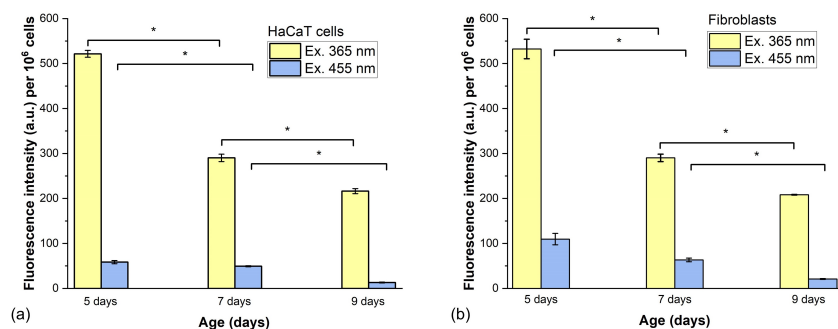 HaCaT cells
Ex. 365 nm
Ex. 455 nm
Fluorescence intensity (a.u.) per 10⁶ cells
600
500
400
300
200
100
0
*
*
*
*
5 days
7 days
9 days
Age (days)
(a)
Fibroblasts
Ex. 365 nm
Ex. 455 nm
Fluorescence intensity (a.u.) per 10⁶ cells
600
500
400
300
200
100
0
*
*
*
*
5 days
7 days
9 days
Age (days)
(b)